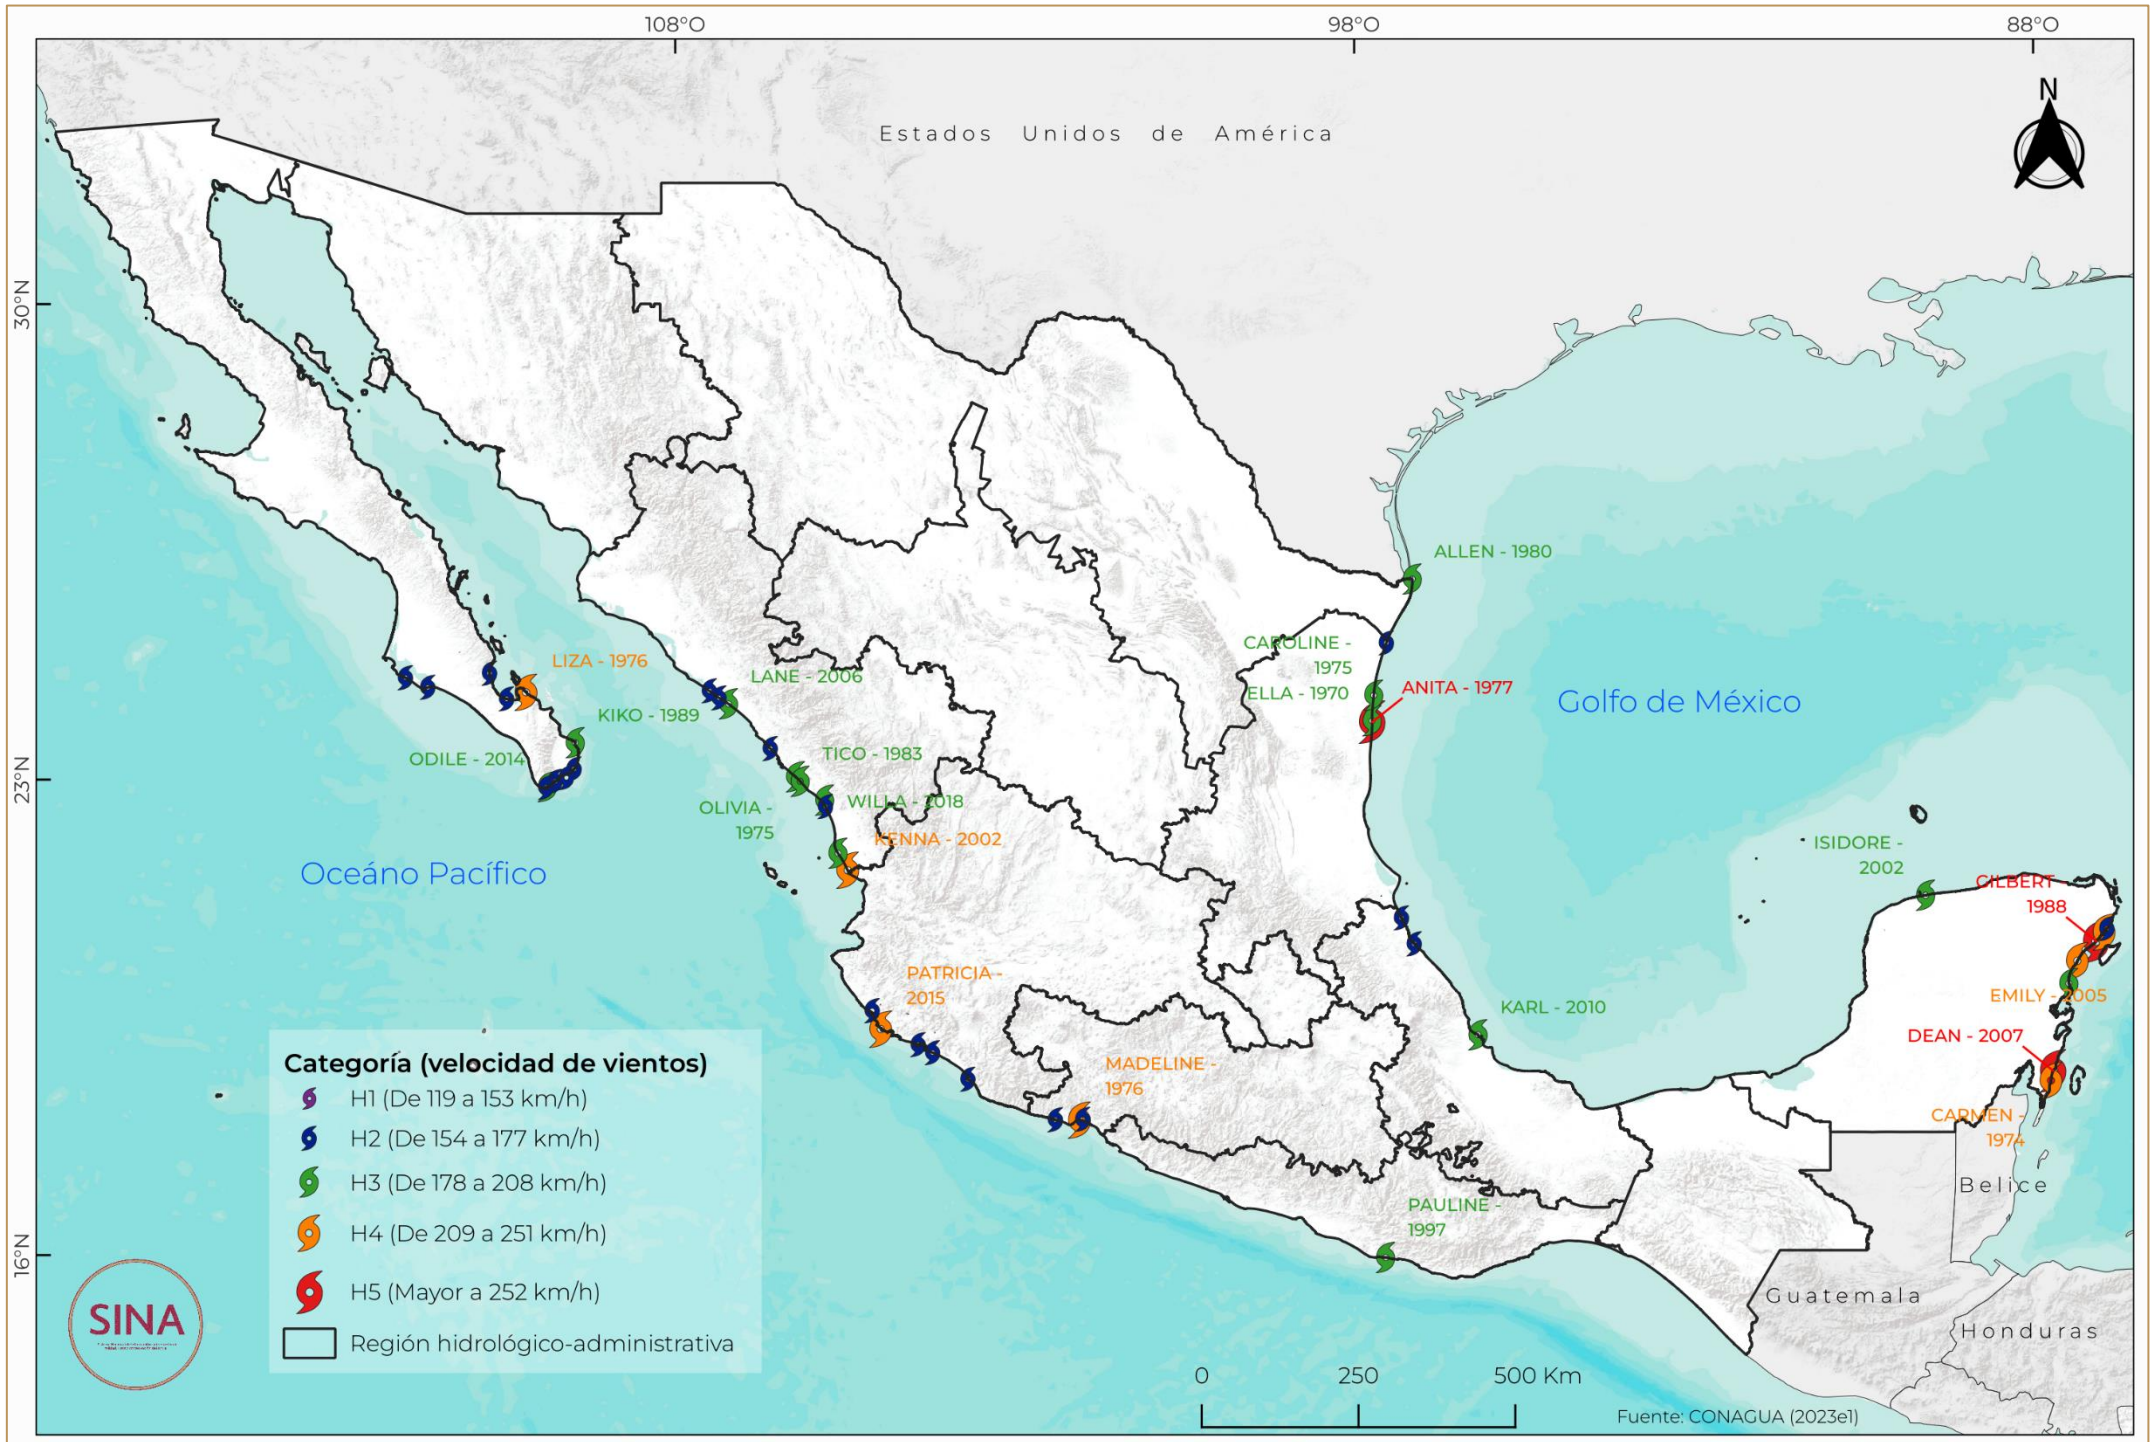 108°O
98°O
88°O
N
Estados Unidos de América
30°N
ALLEN - 1980
CAROLINE -
1975
LIZA - 1976
LANE - 2006
ELLA - 1970
ANITA - 1977
Golfo de México
KIKO - 1989
ODILE - 2014
TICO - 1983
23°N
OLIVIA -
1975
WILLA - 2018
KENNA - 2002
ISIDORE -
2002
Oceáno Pacífico
GILBERT -
1988
PATRICIA -
2015
EMILY - 2005
KARL - 2010
DEAN - 2007
MADELINE -
1976
CARMEN -
1974
Belice
PAULINE -
1997
16°N
Guatemala
Honduras
Categoría (velocidad de vientos)
H1 (De 119 a 153 km/h)
H2 (De 154 a 177 km/h)
H3 (De 178 a 208 km/h)
H4 (De 209 a 251 km/h)
H5 (Mayor a 252 km/h)
Región hidrológico-administrativa
SINA
0 250 500 Km
Fuente: CONAGUA (2023e1)